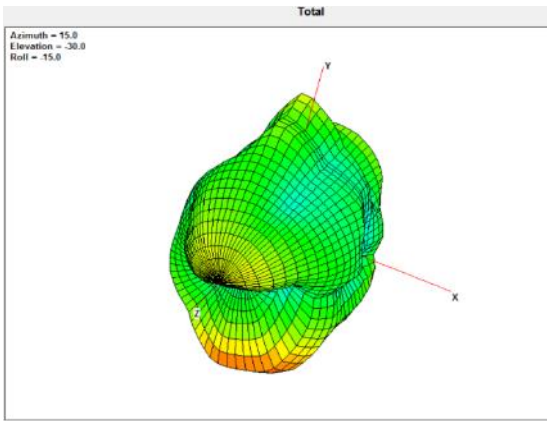 Total
Azimuth = 15.0
Elevation = -30.0
Roll = -15.0
Y
X
Z